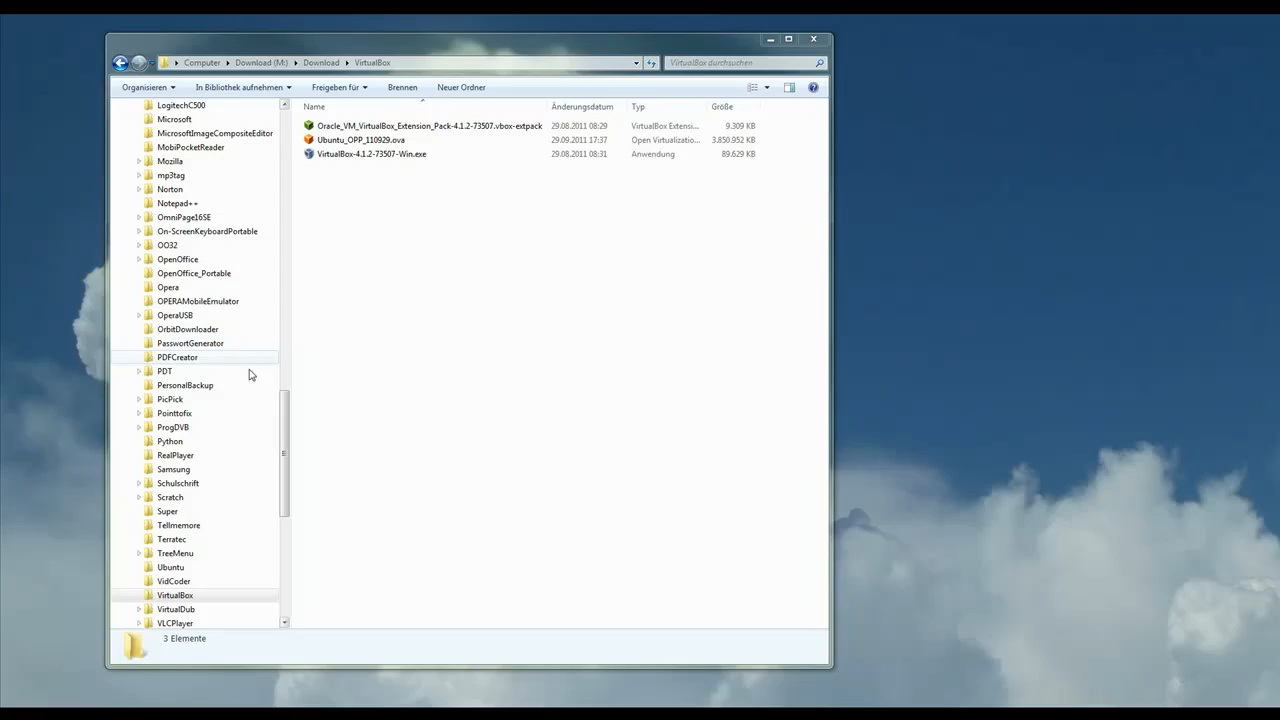 Computer Download (M:) Download VirtualBox VirtualBox durchsuchen
Organisieren In Bibliothek aufnehmen Freigeben für Brennen Neuer Ordner
LogitechC500
Microsoft
MicrosoftImageCompositeEditor
MobiPocketReader
Mozilla
mp3tag
Norton
Notepad++
OmniPage16SE
On-ScreenKeyboardPortable
OO32
OpenOffice
OpenOffice_Portable
Opera
OPERAMobileEmulator
OperaUSB
OrbitDownloader
PasswortGenerator
PDFCreator
PDT
PersonalBackup
PicPick
Pointtofix
ProgDVB
Python
RealPlayer
Samsung
Schulschrift
Scratch
Super
Tellmemore
Terratec
TreeMenu
Ubuntu
VidCoder
VirtualBox
VirtualDub
VLCPlayer
Name Änderungsdatum Typ Größe
Oracle_VM_VirtualBox_Extension_Pack-4.1.2-73507.vbox-extpack 29.08.2011 08:29 VirtualBox Extensi... 9.309 KB
Ubuntu_OPP_110929.ova 29.09.2011 17:37 Open Virtualizatio... 3.850.952 KB
VirtualBox-4.1.2-73507-Win.exe 29.08.2011 08:31 Anwendung 89.629 KB
3 Elemente